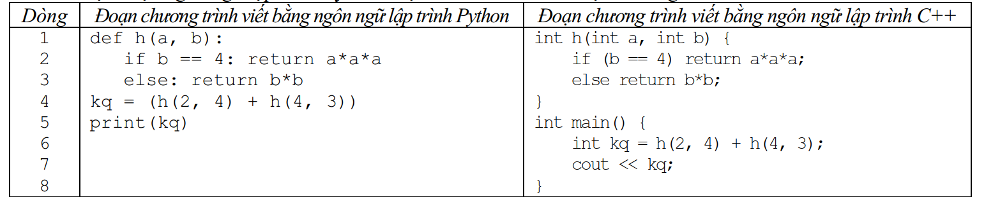 Dòng Đoạn chương trình viết bằng ngôn ngữ lập trình Python Đoạn chương trình viết bằng ngôn ngữ lập trình C++
1 def h(a, b): int h(int a, int b) {
2 if b == 4: return a*a*a if (b == 4) return a*a*a;
3 else: return b*b else return b*b;
4 kq = (h(2, 4) + h(4, 3)) }
5 print(kq) int main() {
6 int kq = h(2, 4) + h(4, 3);
7 cout << kq;
8 }